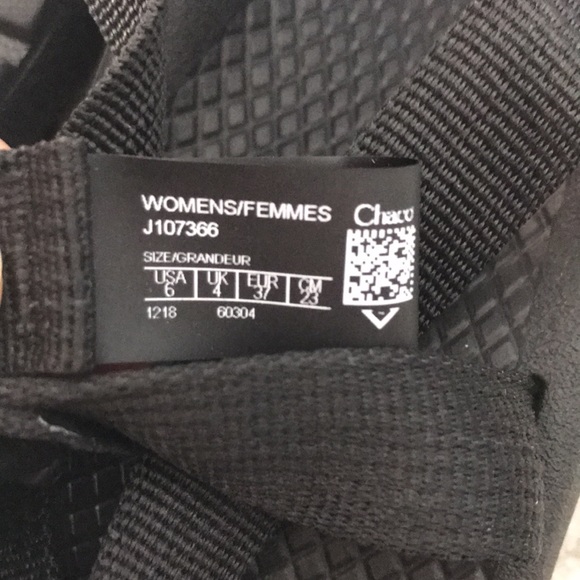 WOMENS/FEMMES
Chaco
J107366
SIZE/GRANDEUR
USA UK EUR CM
6 4 37 23
1218 60304